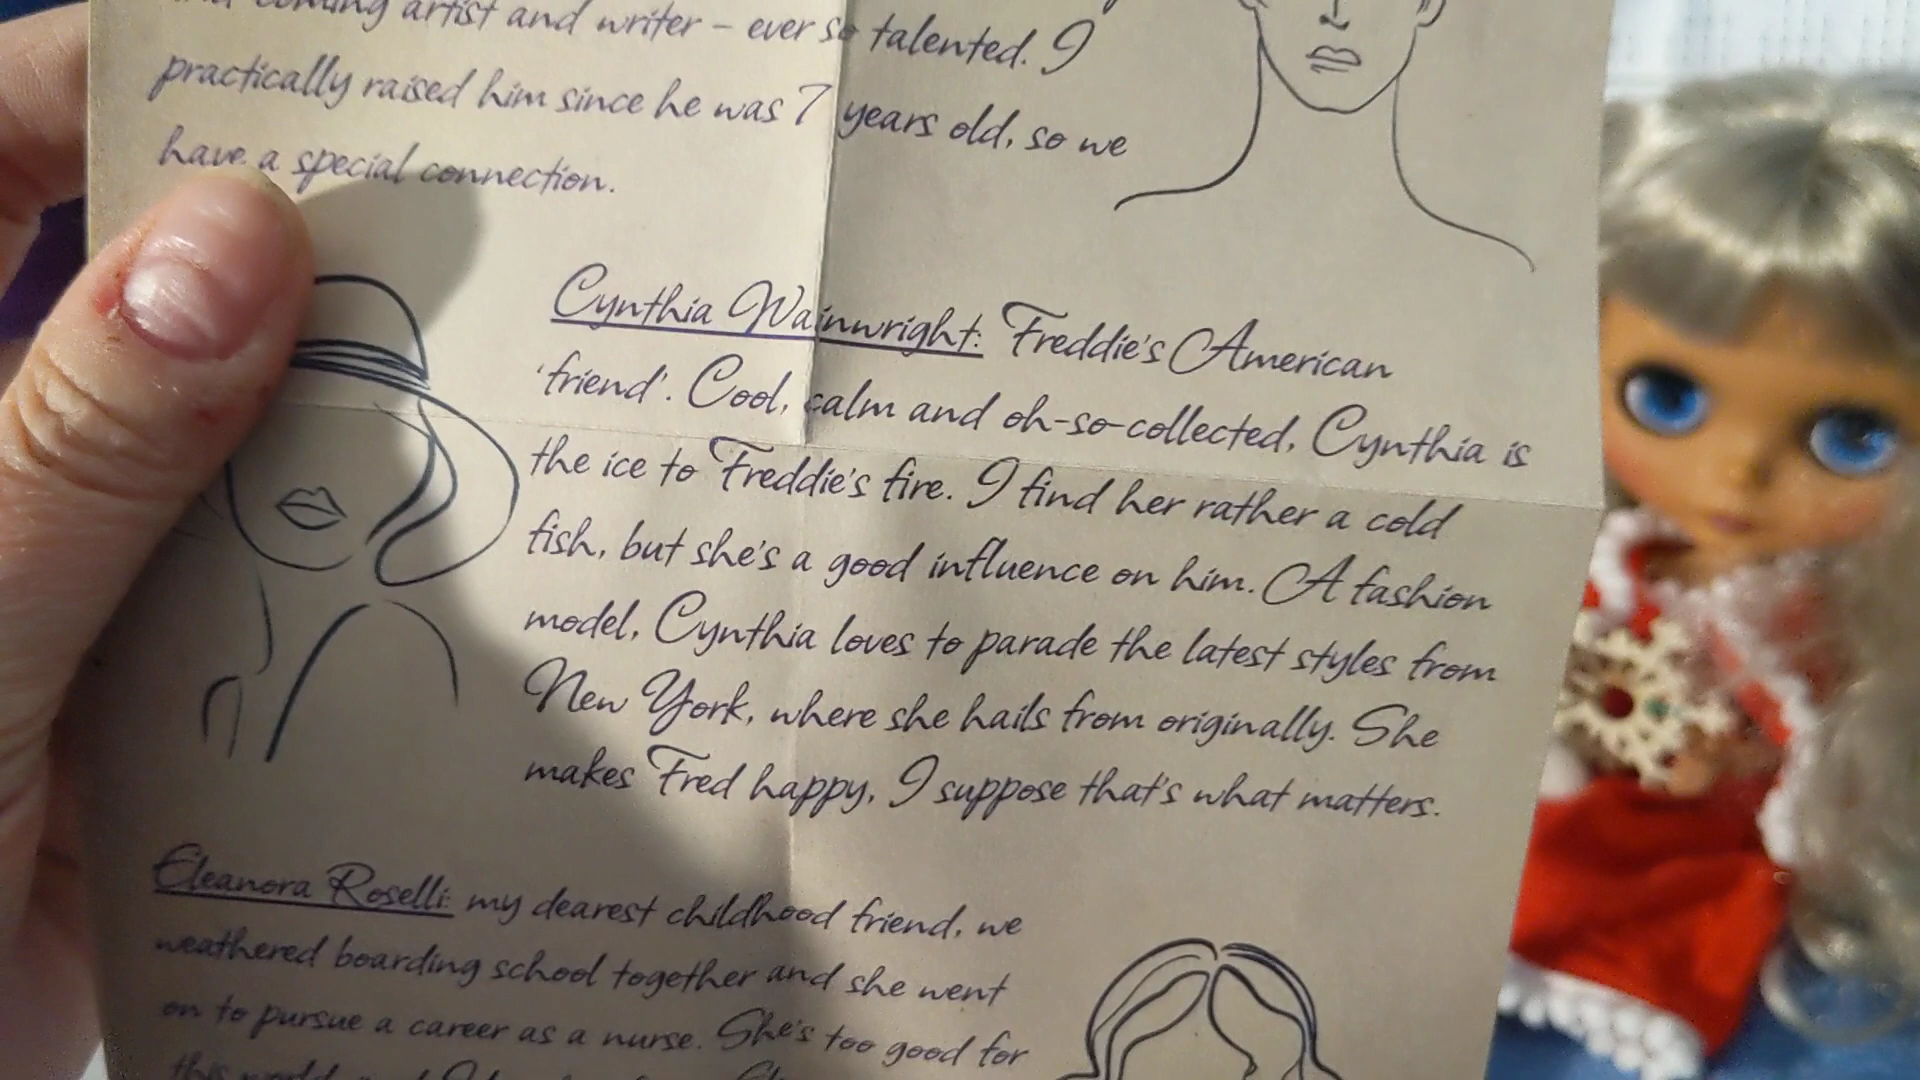 coming artist and writer – ever so talented. I
practically raised him since he was 7 years old, so we
have a special connection.
Cynthia Wainwright: Freddie's American
'friend'. Cool, calm and oh-so-collected, Cynthia is
the ice to Freddie's fire. I find her rather a cold
fish, but she's a good influence on him. A fashion
model, Cynthia loves to parade the latest styles from
New York, where she hails from originally. She
makes Fred happy, I suppose that's what matters.
Eleanora Roselli: my dearest childhood friend, we
weathered boarding school together and she went
on to pursue a career as a nurse. She's too good for
this world